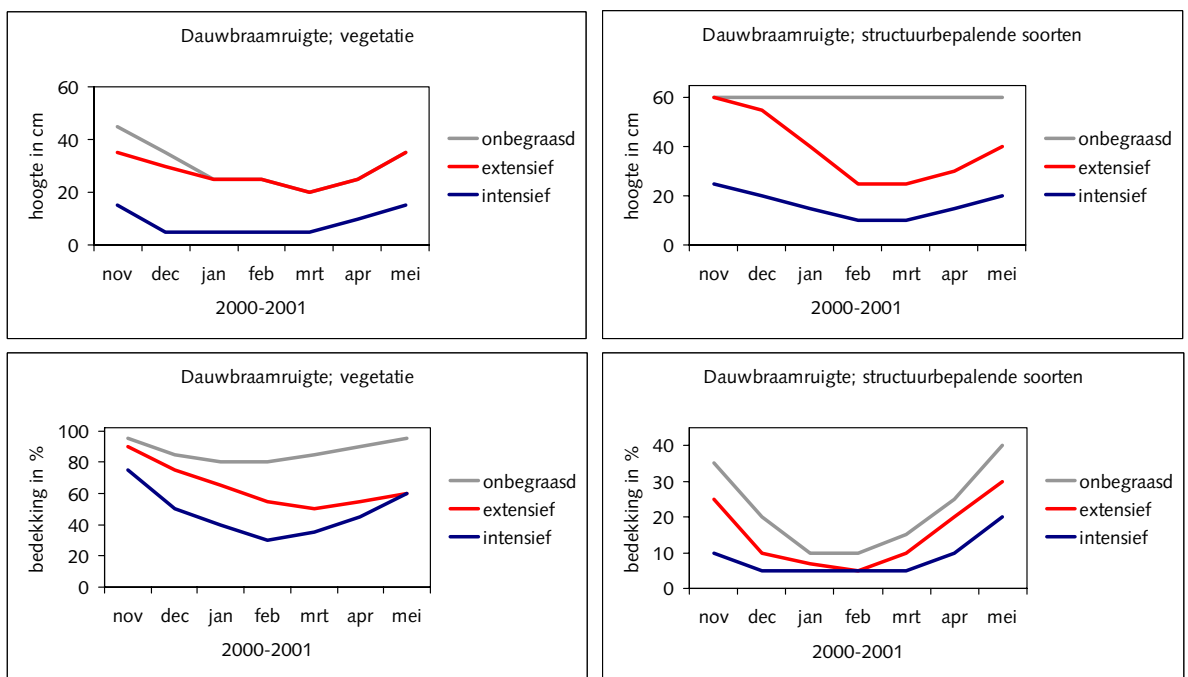 Dauwbraamruigte; vegetatie
60
40
20
0
hoogte in cm
nov dec jan feb mrt apr mei
2000-2001
onbegraasd
extensief
intensief
Dauwbraamruigte; structuurbepalende soorten
60
40
20
0
hoogte in cm
nov dec jan feb mrt apr mei
2000-2001
onbegraasd
extensief
intensief
Dauwbraamruigte; vegetatie
100
80
60
40
20
0
bedekking in %
nov dec jan feb mrt apr mei
2000-2001
onbegraasd
extensief
intensief
Dauwbraamruigte; structuurbepalende soorten
40
30
20
10
0
bedekking in %
nov dec jan feb mrt apr mei
2000-2001
onbegraasd
extensief
intensief